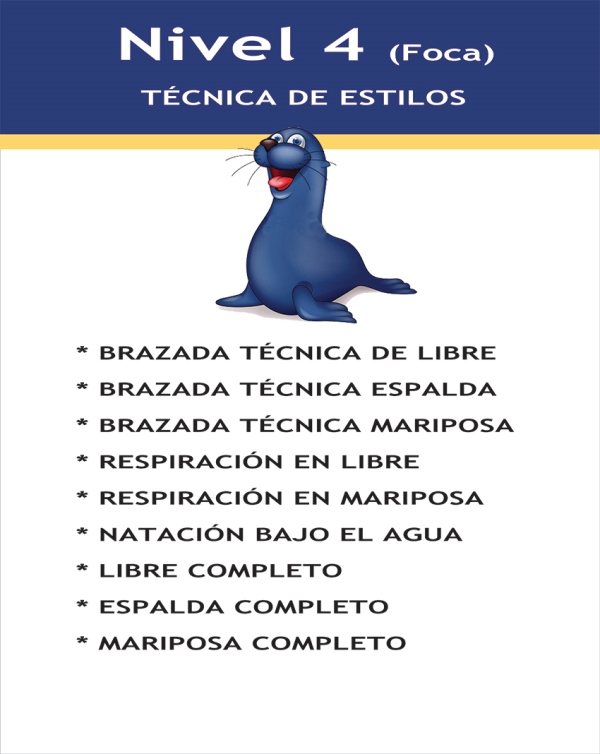 Nivel 4 (Foca)
TÉCNICA DE ESTILOS
* BRAZADA TÉCNICA DE LIBRE
* BRAZADA TÉCNICA ESPALDA
* BRAZADA TÉCNICA MARIPOSA
* RESPIRACIÓN EN LIBRE
* RESPIRACIÓN EN MARIPOSA
* NATACIÓN BAJO EL AGUA
* LIBRE COMPLETO
* ESPALDA COMPLETO
* MARIPOSA COMPLETO